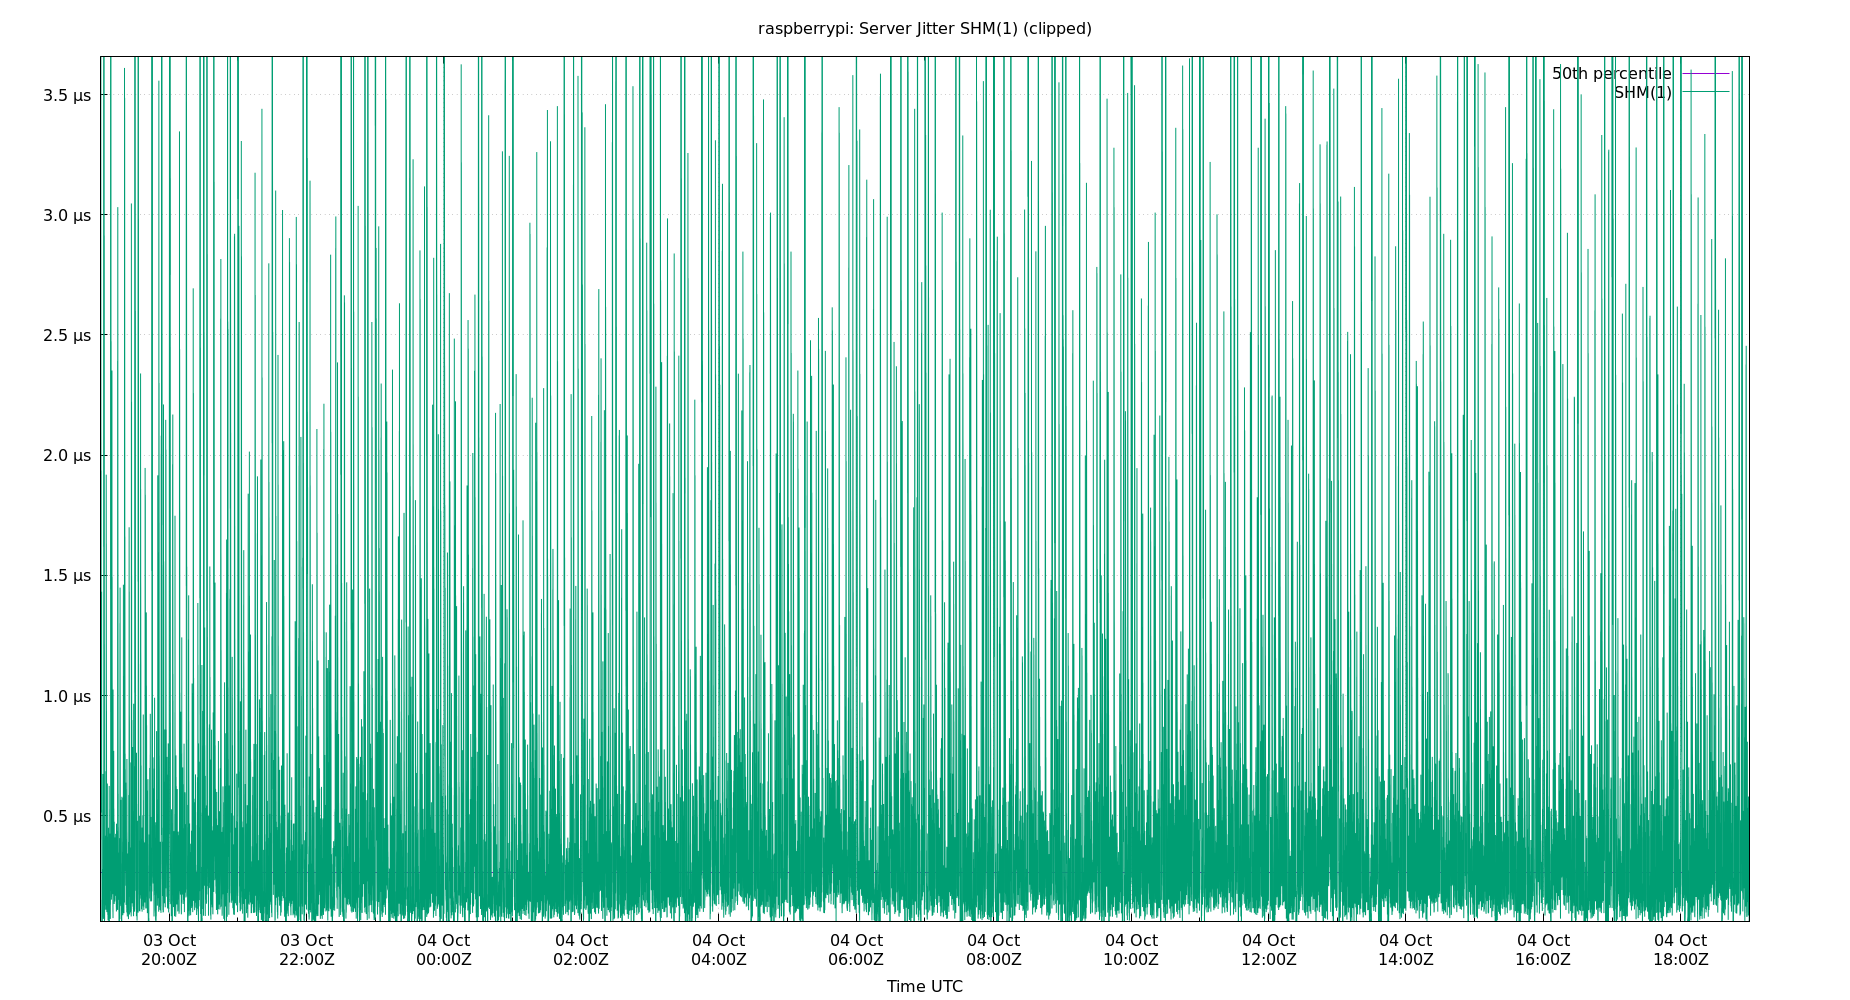 raspberrypi: Server Jitter SHM(1) (clipped)
50th percentile
SHM(1)
3.5 µs
3.0 µs
2.5 µs
2.0 µs
1.5 µs
1.0 µs
0.5 µs
03 Oct 03 Oct 04 Oct 04 Oct 04 Oct 04 Oct 04 Oct 04 Oct 04 Oct 04 Oct 04 Oct 04 Oct
20:00Z 22:00Z 00:00Z 02:00Z 04:00Z 06:00Z 08:00Z 10:00Z 12:00Z 14:00Z 16:00Z 18:00Z
Time UTC